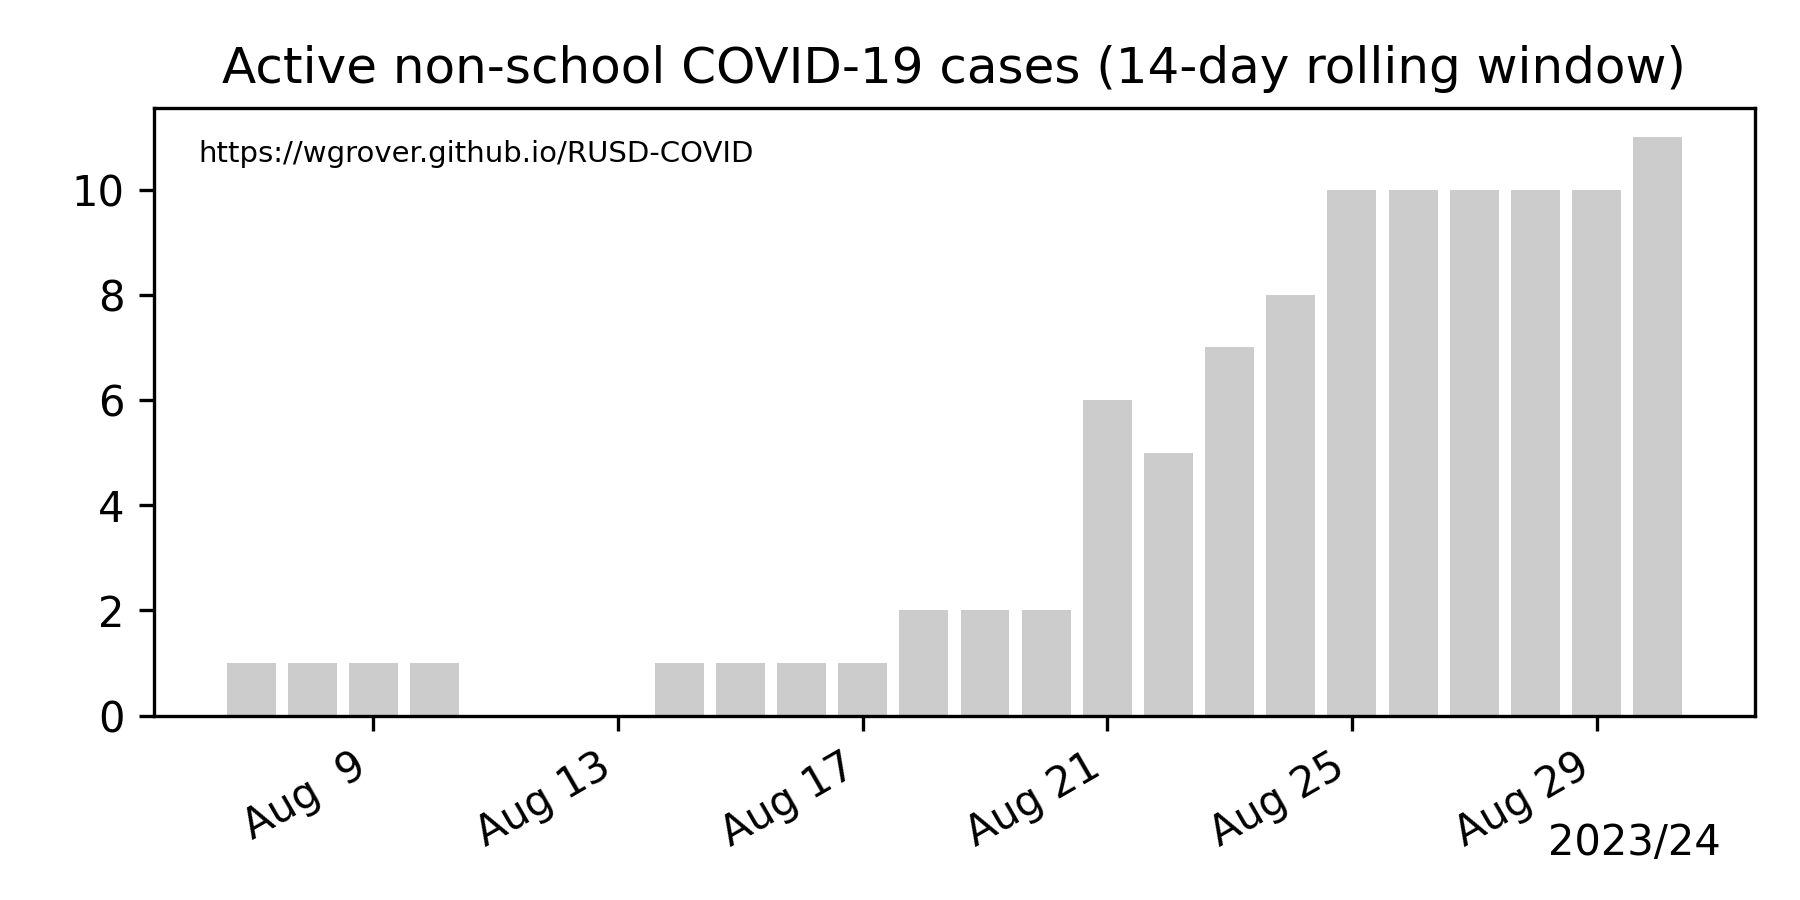 Active non-school COVID-19 cases (14-day rolling window)
https://wgrover.github.io/RUSD-COVID
10
8
6
4
2
0
Aug 9
Aug 13
Aug 17
Aug 21
Aug 25
Aug 29
2023/24